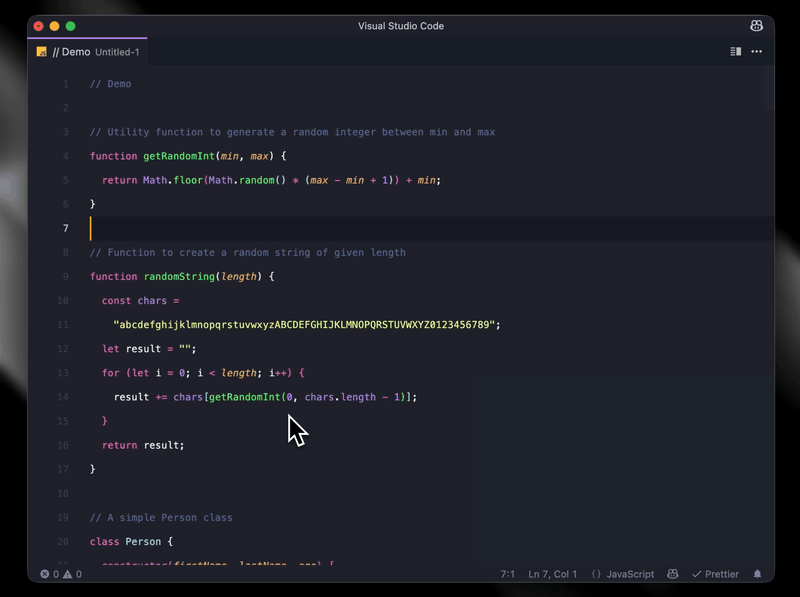 Visual Studio Code
JS // Demo Untitled-1
1 // Demo
2
3 // Utility function to generate a random integer between min and max
4 function getRandomInt(min, max) {
5 return Math.floor(Math.random() * (max - min + 1)) + min;
6 }
7
8 // Function to create a random string of given length
9 function randomString(length) {
10 const chars =
11 "abcdefghijklmnopqrstuvwxyzABCDEFGHIJKLMNOPQRSTUVWXYZ0123456789";
12 let result = "";
13 for (let i = 0; i < length; i++) {
14 result += chars[getRandomInt(0, chars.length - 1)];
15 }
16 return result;
17 }
18
19 // A simple Person class
20 class Person {
21 constructor(firstName, lastName, age) {
0 0 7:1 Ln 7, Col 1 {} JavaScript Prettier